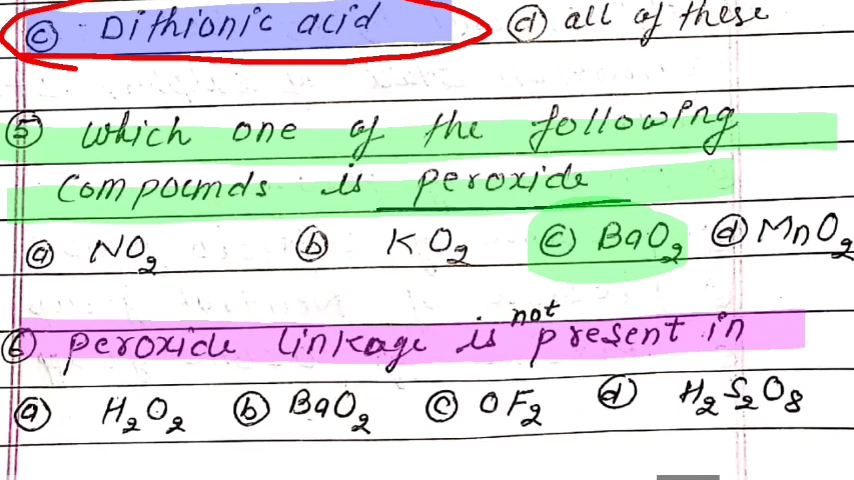 ⓒ Dithionic acid ⓓ all of these
⑤ which one of the following
compounds is peroxide
ⓐ NO₂ ⓑ KO₂ ⓒ BaO₂ ⓓ MnO₂
⑥ peroxide linkage is not present in
ⓐ H₂O₂ ⓑ BaO₂ ⓒ OF₂ ⓓ H₂S₂O₈